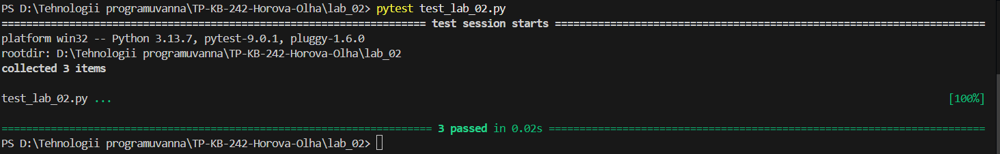 PS D:\Tehnologii programuvanna\TP-KB-242-Horova-Olha\lab_02> pytest test_lab_02.py
===================================================================== test session starts ======================================================================
platform win32 -- Python 3.13.7, pytest-9.0.1, pluggy-1.6.0
rootdir: D:\Tehnologii programuvanna\TP-KB-242-Horova-Olha\lab_02
collected 3 items
test_lab_02.py ... [100%]
====================================================================== 3 passed in 0.02s =======================================================================
PS D:\Tehnologii programuvanna\TP-KB-242-Horova-Olha\lab_02>